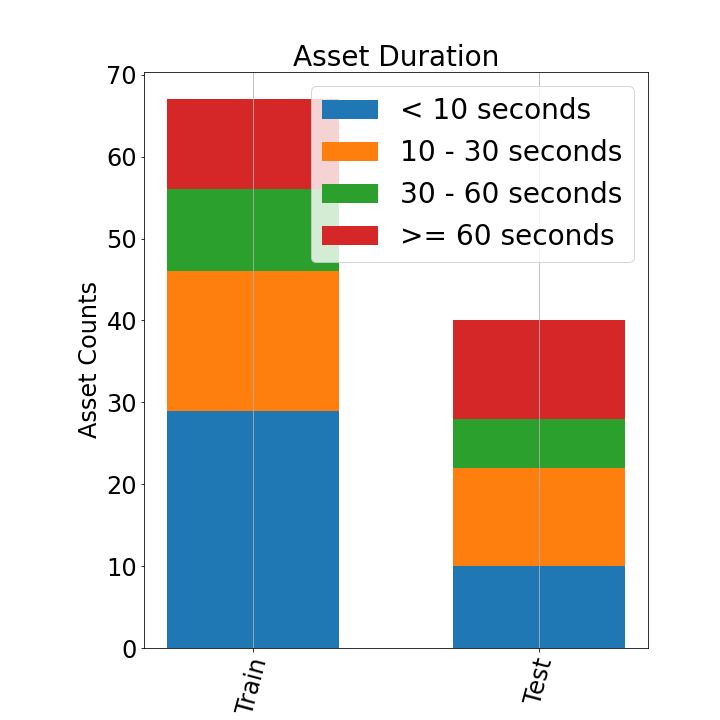 Asset Duration
70
60
50
40
30
20
10
0
Asset Counts
< 10 seconds
10 - 30 seconds
30 - 60 seconds
>= 60 seconds
Train
Test